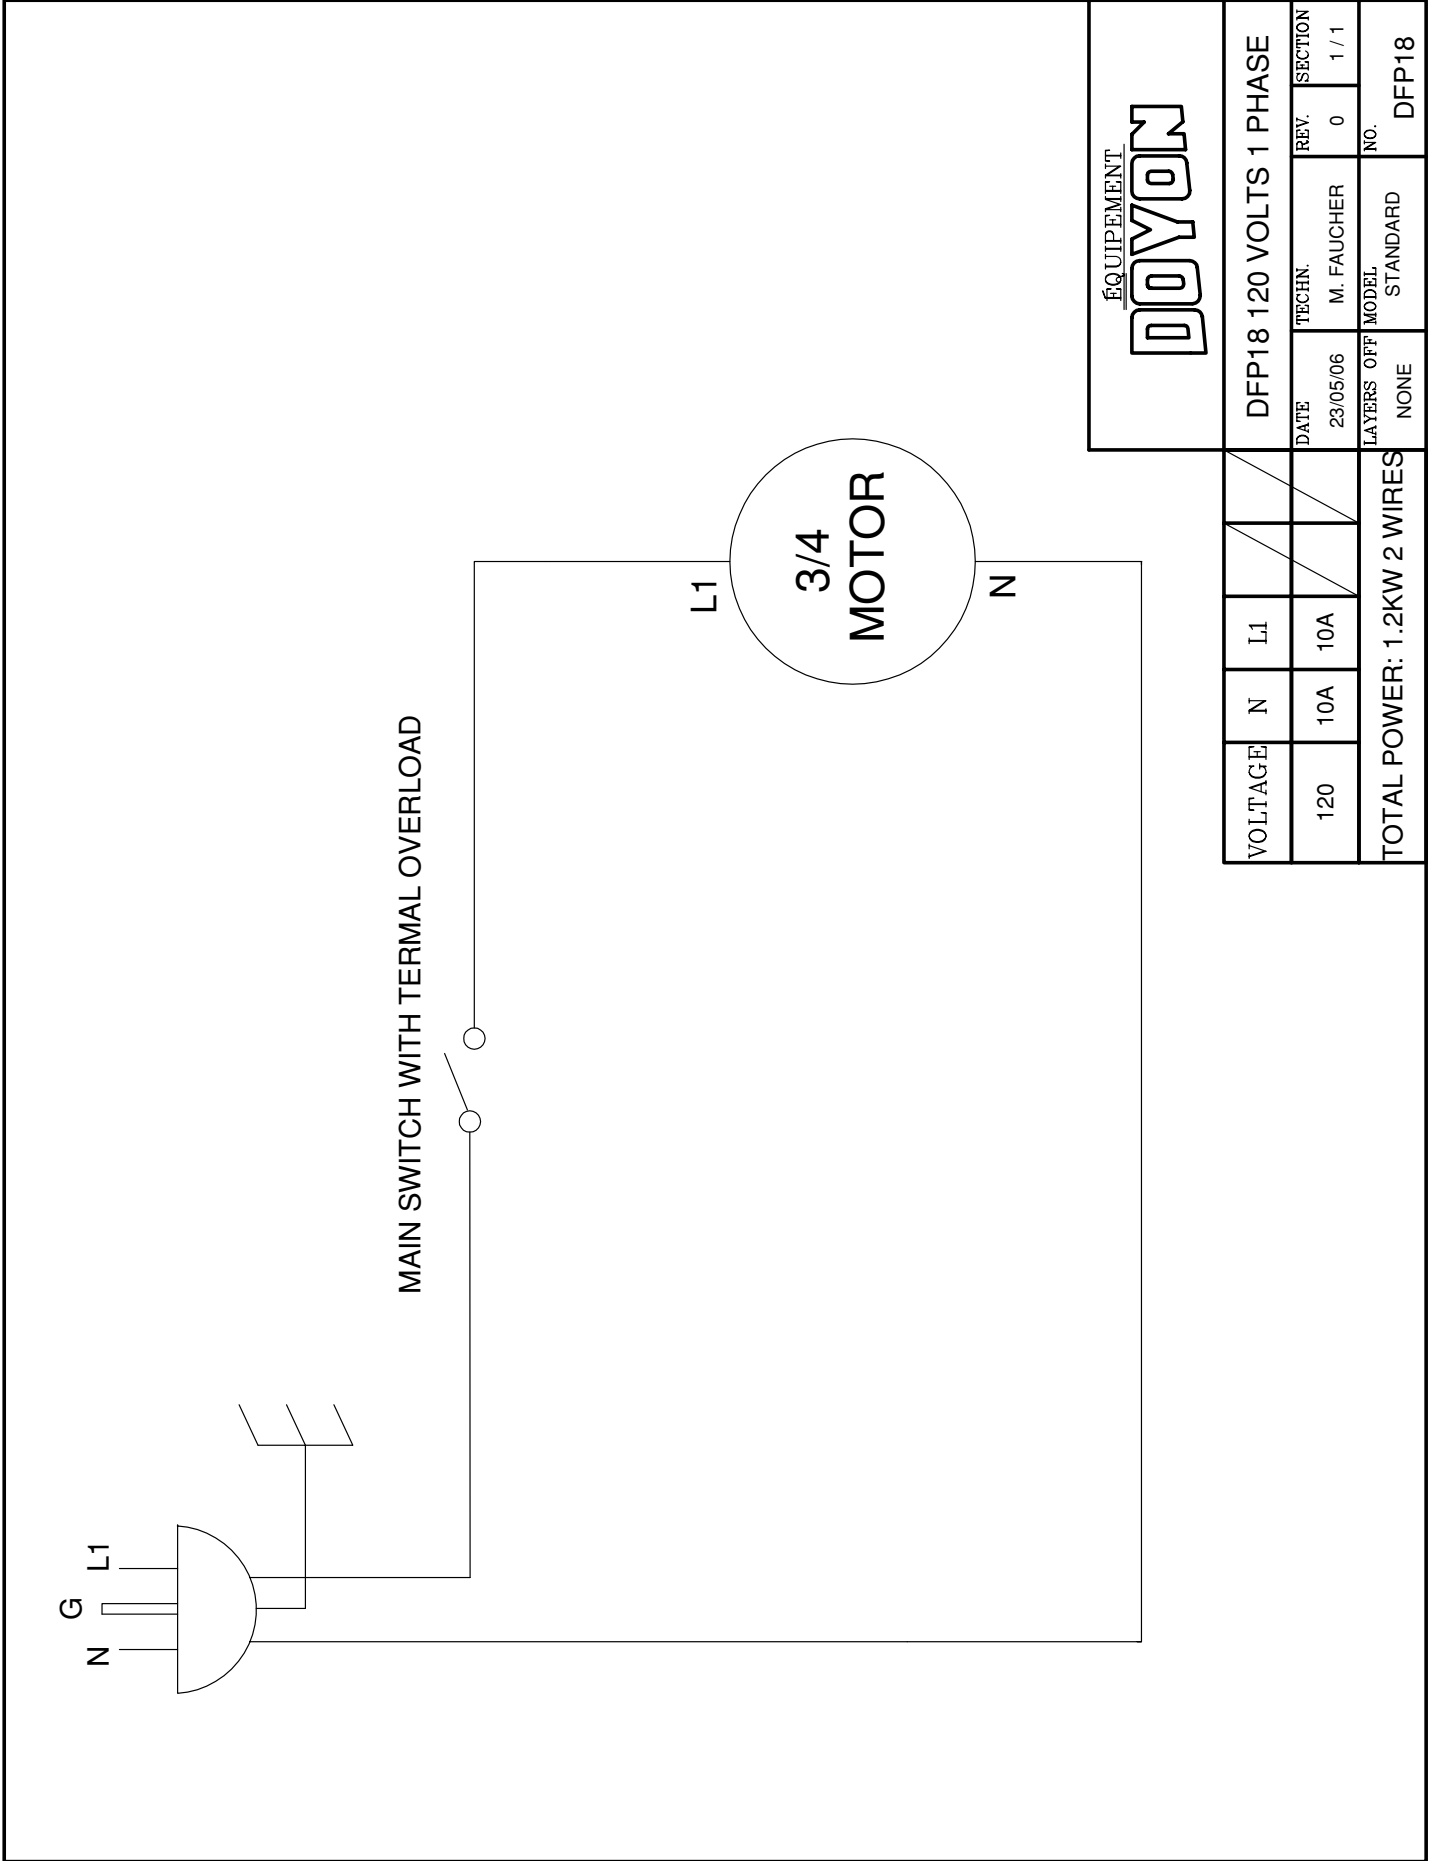 N
G
L1
MAIN SWITCH WITH TERMAL OVERLOAD
L1
3/4
MOTOR
N
ÉQUIPEMENT
DOYON
VOLTAGE N L1
120 10A 10A
TOTAL POWER: 1.2KW 2 WIRES
DFP18 120 VOLTS 1 PHASE
DATE TECHN. REV. SECTION
23/05/06 M. FAUCHER 0 1 / 1
LAYERS OFF MODEL NO.
NONE STANDARD DFP18